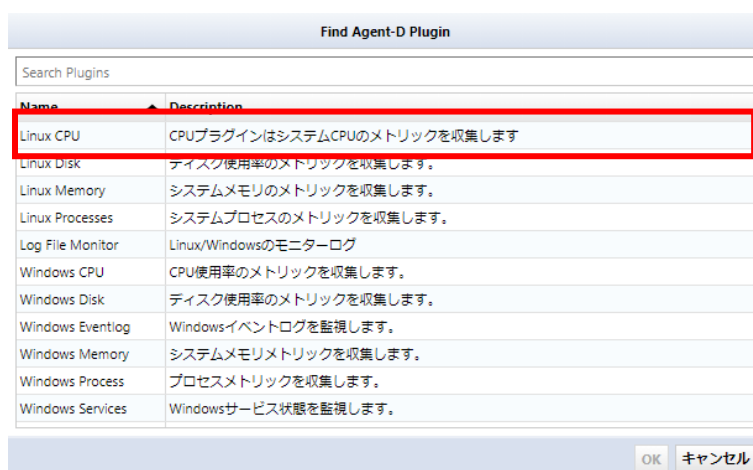 Find Agent-D Plugin
Search Plugins
Name Description
Linux CPU CPUプラグインはシステムCPUのメトリックを収集します
Linux Disk ディスク使用率のメトリックを収集します。
Linux Memory システムメモリのメトリックを収集します。
Linux Processes システムプロセスのメトリックを収集します。
Log File Monitor Linux/Windowsのモニターログ
Windows CPU CPU使用率のメトリックを収集します。
Windows Disk ディスク使用率のメトリックを収集します。
Windows Eventlog Windowsイベントログを監視します。
Windows Memory システムメモリメトリックを収集します。
Windows Process プロセスメトリックを収集します。
Windows Services Windowsサービス状態を監視します。
OK キャンセル